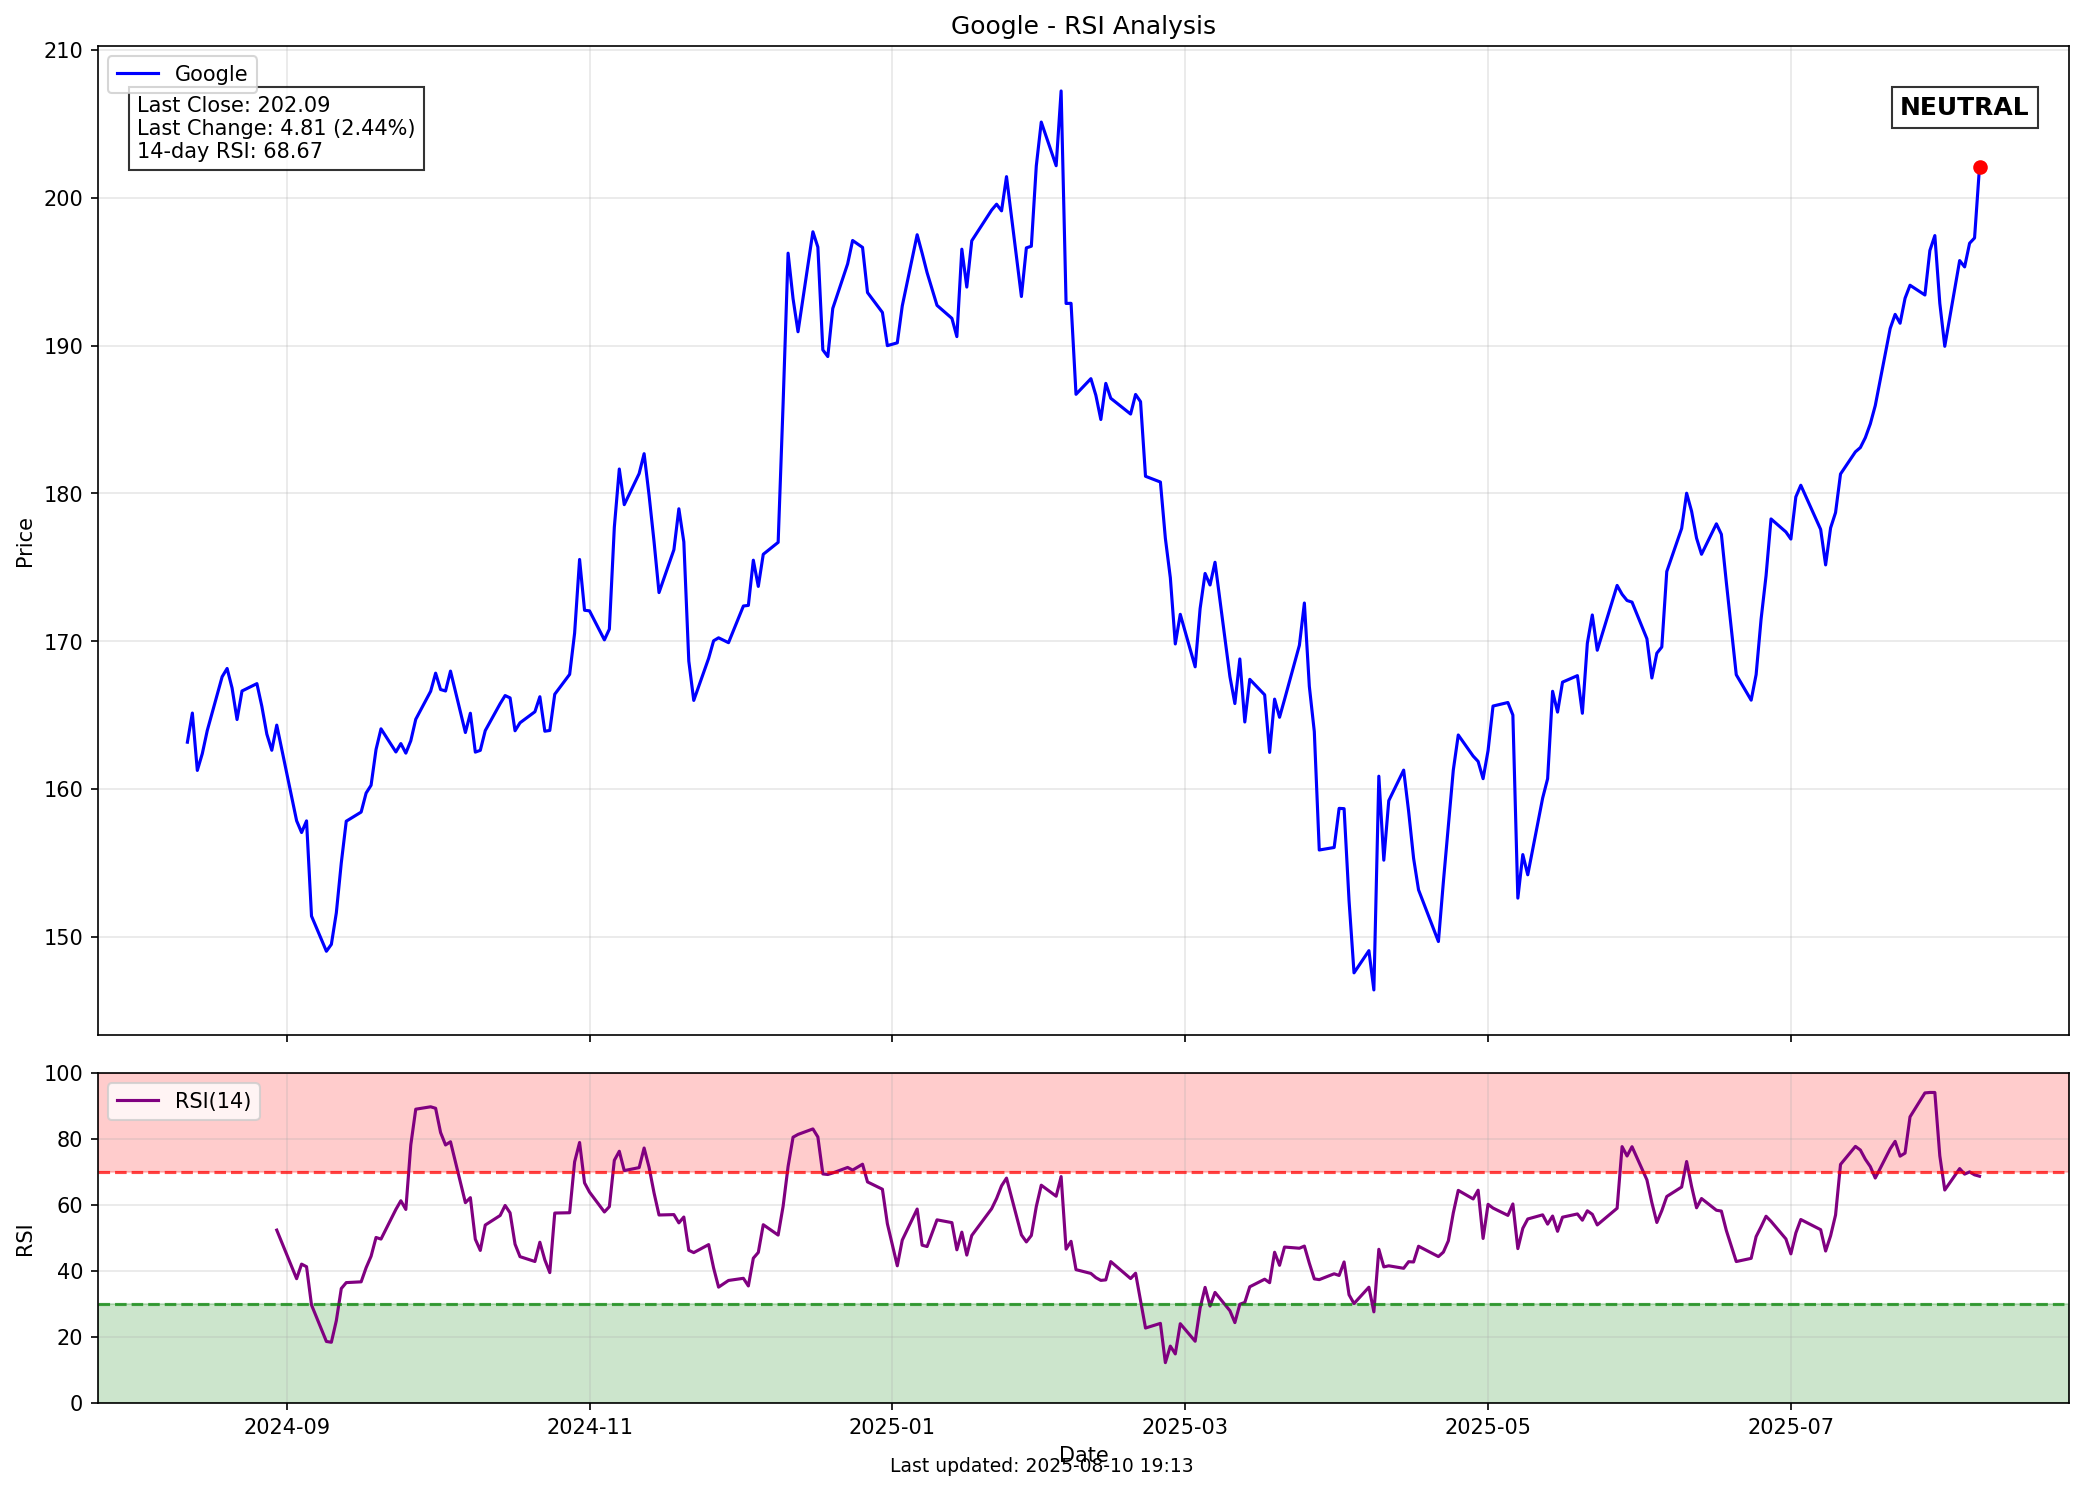 Google - RSI Analysis
Google
Last Close: 202.09
Last Change: 4.81 (2.44%)
14-day RSI: 68.67
NEUTRAL
Price
210
200
190
180
170
160
150
RSI(14)
RSI
100
80
60
40
20
0
2024-09 2024-11 2025-01 2025-03 2025-05 2025-07
Date
Last updated: 2025-08-10 19:13